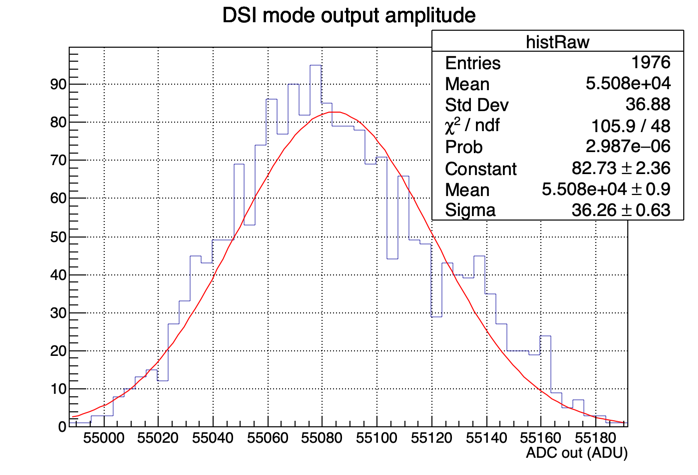 DSI mode output amplitude
histRaw
Entries 1976
Mean 5.508e+04
Std Dev 36.88
χ² / ndf 105.9 / 48
Prob 2.987e−06
Constant 82.73 ± 2.36
Mean 5.508e+04 ± 0.9
Sigma 36.26 ± 0.63
90
80
70
60
50
40
30
20
10
0
55000 55020 55040 55060 55080 55100 55120 55140 55160 55180
ADC out (ADU)